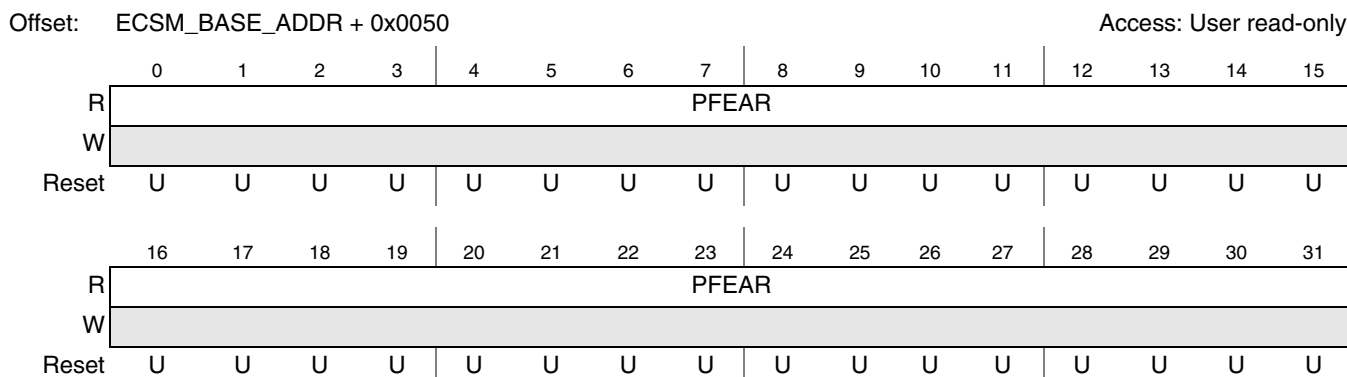 Offset: ECSM_BASE_ADDR + 0x0050 Access: User read-only
0 1 2 3 4 5 6 7 8 9 10 11 12 13 14 15
R PFEAR
W
Reset U U U U U U U U U U U U U U U U
16 17 18 19 20 21 22 23 24 25 26 27 28 29 30 31
R PFEAR
W
Reset U U U U U U U U U U U U U U U U